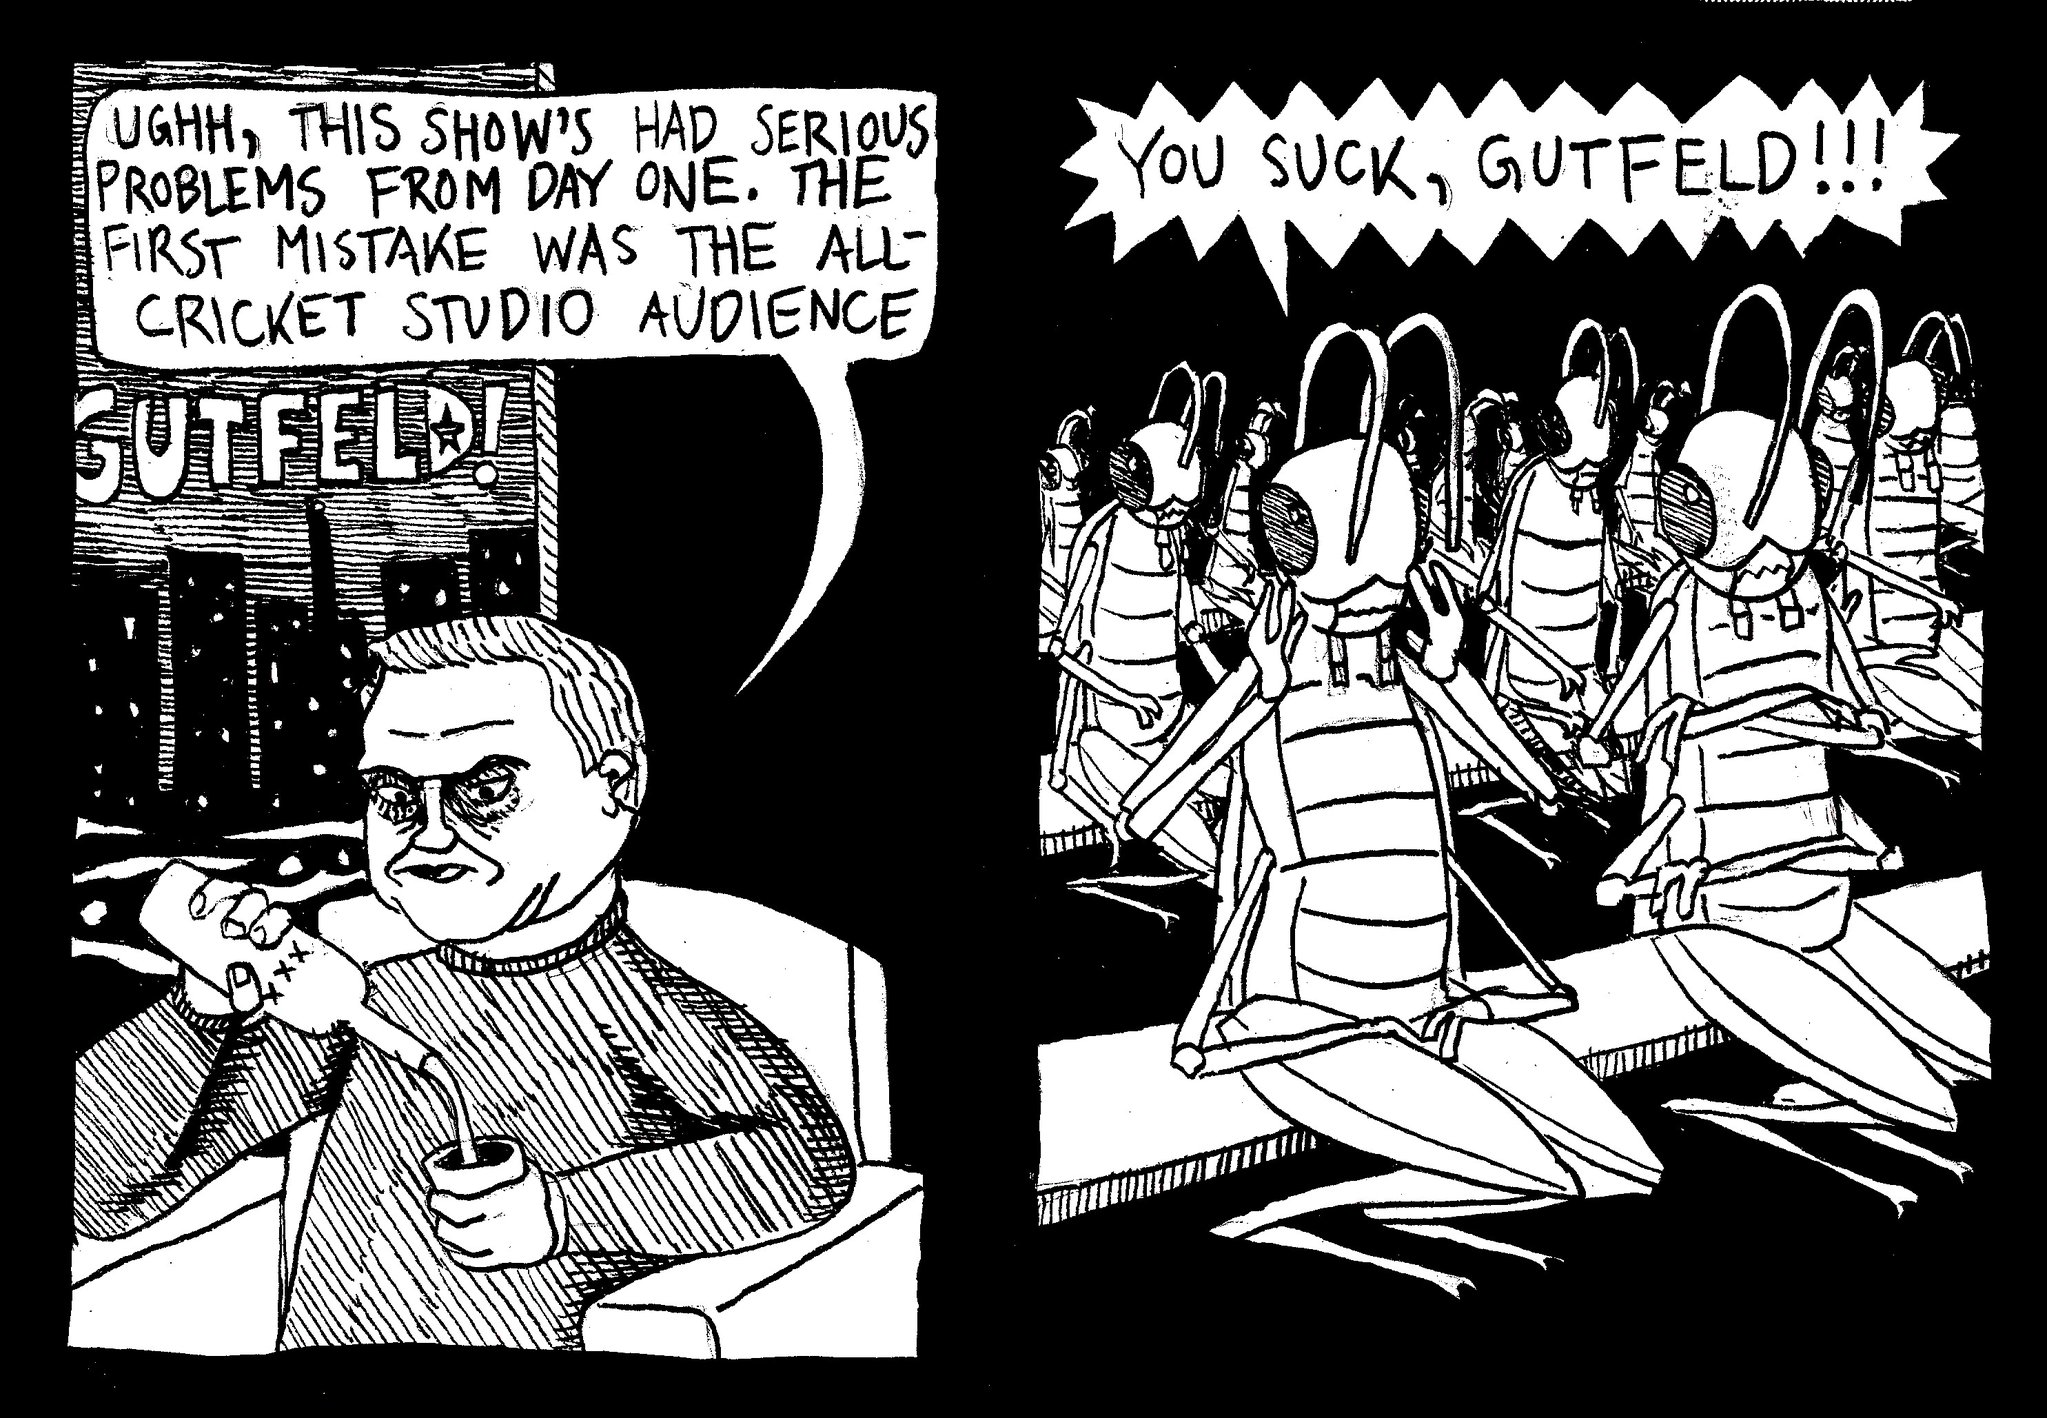 UGHH, THIS SHOW'S HAD SERIOUS
PROBLEMS FROM DAY ONE. THE
FIRST MISTAKE WAS THE ALL-
CRICKET STUDIO AUDIENCE
GUTFELD!
XXX
YOU SUCK, GUTFELD!!!